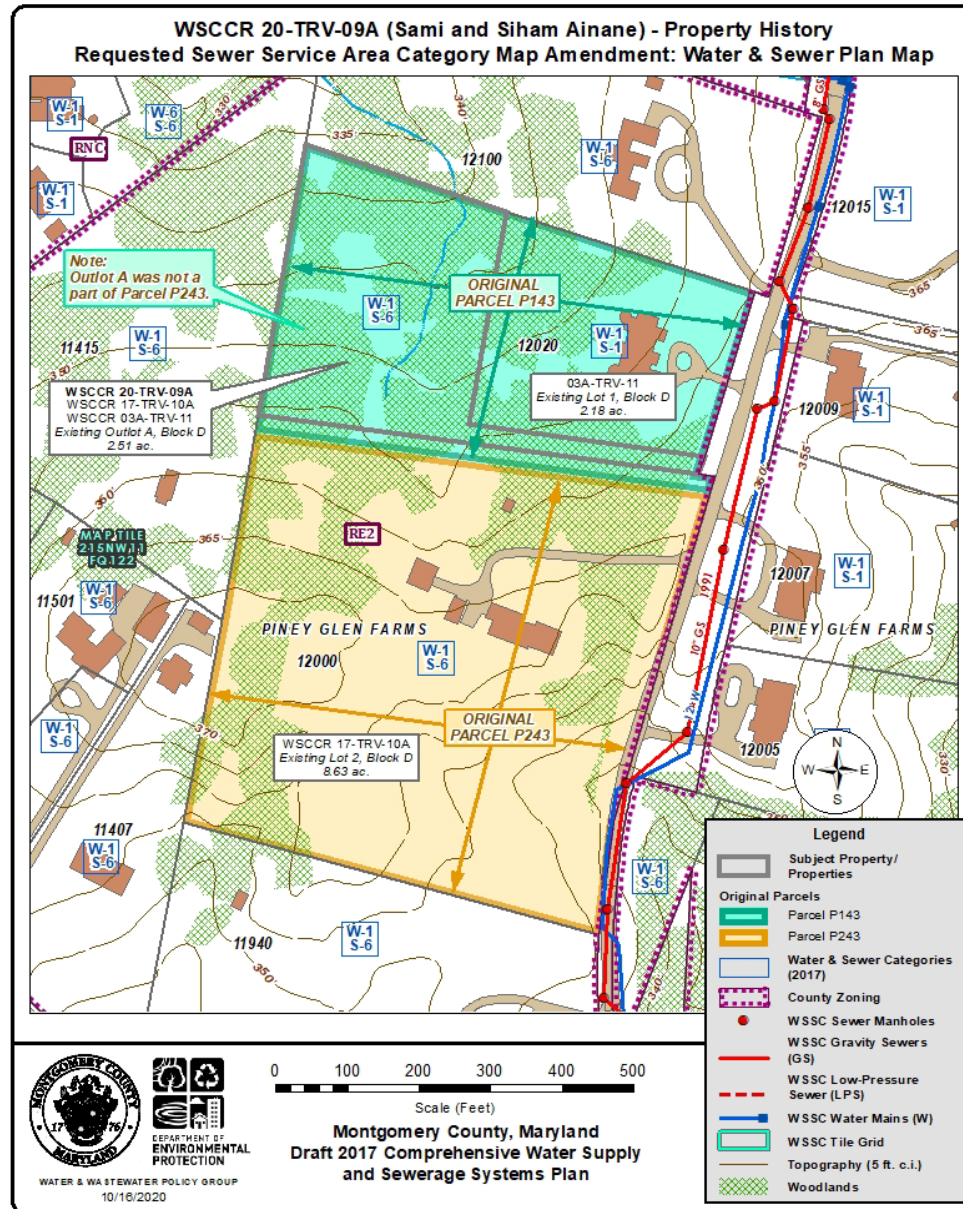 WSCCR 20-TRV-09A (Sami and Siham Ainane) - Property History
Requested Sewer Service Area Category Map Amendment: Water & Sewer Plan Map
W-1
S-1
RNC
W-6
S-6
330'
335
340'
12100
W-1
S-6
8" GS
W-1
S-1
12015
W-1
S-1
Note:
Outlot A was not a
part of Parcel P243.
ORIGINAL
PARCEL P143
W-1
S-6
12020
W-1
S-1
365
365
11415
W-1
S-6
350'
WSCCR 20-TRV-09A
WSCCR 17-TRV-10A
WSCCR 03A-TRV-11
Existing Outlot A, Block D
2.51 ac.
03A-TRV-11
Existing Lot 1, Block D
2.18 ac.
12009
W-1
S-1
355'
360'
360'
365
RE2
MAP TILE
215NW11
FQ122
11501
W-1
S-6
1991
10" GS
12007
W-1
S-1
PINEY GLEN FARMS
12000
W-1
S-6
PINEY GLEN FARMS
12" W
W-1
S-6
370
ORIGINAL
PARCEL P243
WSCCR 17-TRV-10A
Existing Lot 2, Block D
8.63 ac.
12005
N
W
E
S
330'
11407
W-1
S-6
W-1
S-6
11940
W-1
S-6
350'
340'
Legend
Subject Property/
Properties
Original Parcels
Parcel P143
Parcel P243
Water & Sewer Categories
(2017)
County Zoning
WSSC Sewer Manholes
WSSC Gravity Sewers
(GS)
WSSC Low-Pressure
Sewer (LPS)
WSSC Water Mains (W)
WSSC Tile Grid
Topography (5 ft. c.i.)
Woodlands
MONTGOMERY COUNTY
17 76
MARYLAND
DEPARTMENT OF
ENVIRONMENTAL
PROTECTION
WATER & WASTEWATER POLICY GROUP
10/16/2020
0 100 200 300 400 500
Scale (Feet)
Montgomery County, Maryland
Draft 2017 Comprehensive Water Supply
and Sewerage Systems Plan